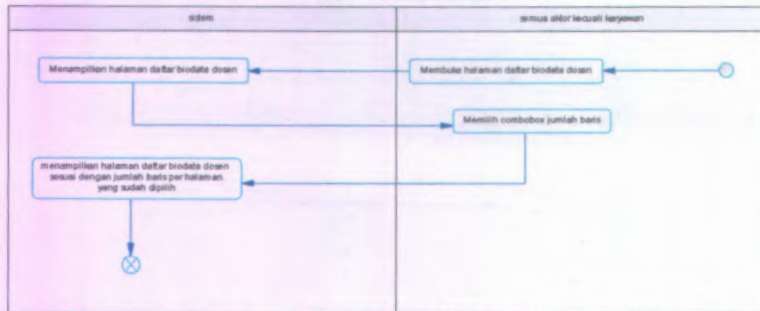 sistem
semua aktor kecuali karyawan
Menampilkan halaman daftar biodata dosen
Membuka halaman daftar biodata dosen
Memilih combobox jumlah baris
menampilkan halaman daftar biodata dosen
sesuai dengan jumlah baris per halaman
yang sudah dipilih